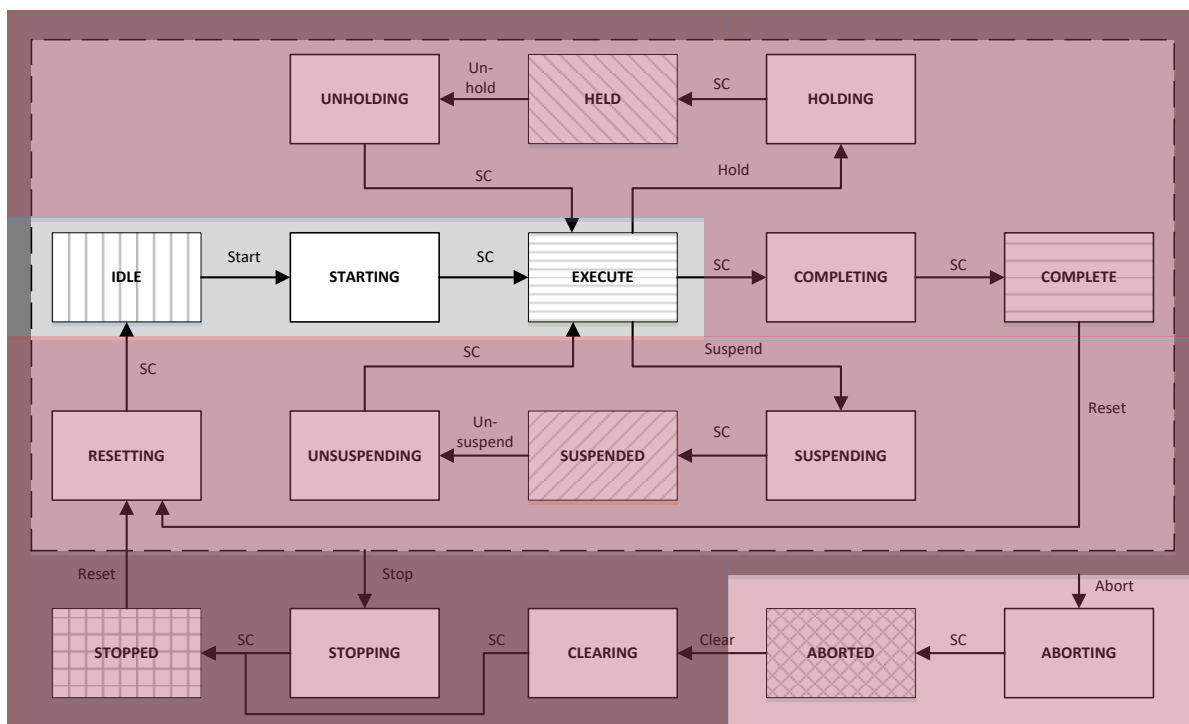 Un-
hold
SC
UNHOLDING
HELD
HOLDING
SC
Hold
Start
SC
SC
SC
IDLE
STARTING
EXECUTE
COMPLETING
COMPLETE
SC
Suspend
SC
Reset
Un-
suspend
SC
RESETTING
UNSUSPENDING
SUSPENDED
SUSPENDING
Reset
Stop
Abort
SC
SC
Clear
SC
STOPPED
STOPPING
CLEARING
ABORTED
ABORTING